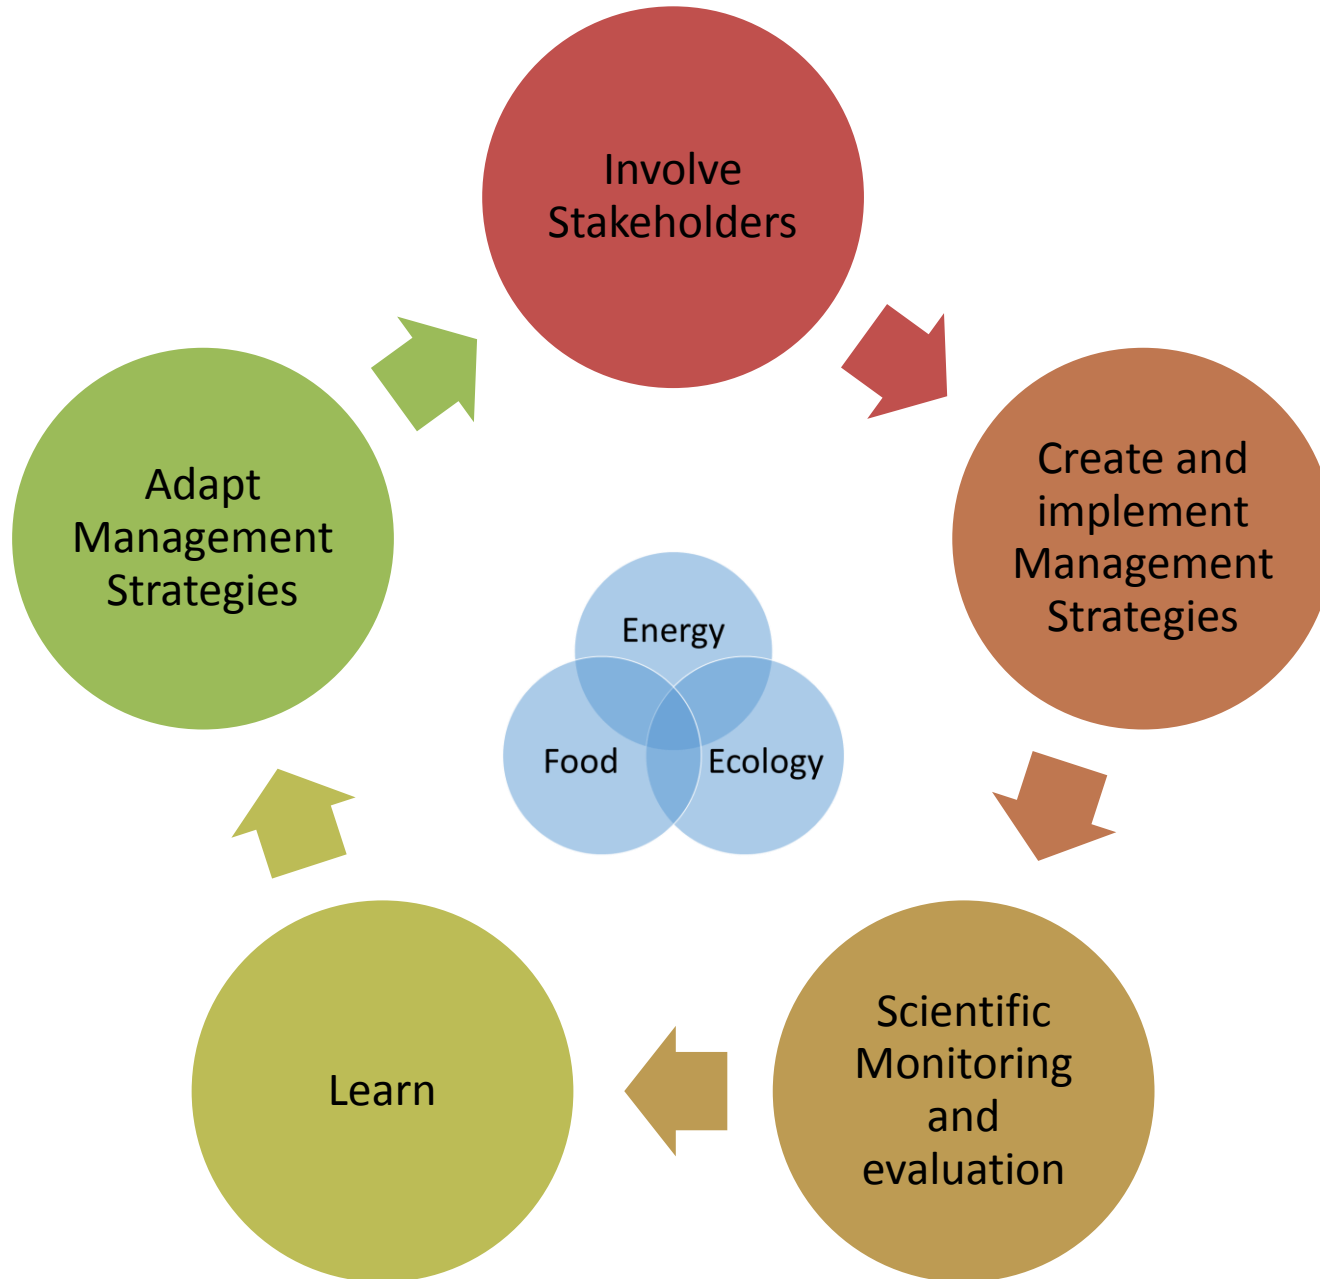 Involve
Stakeholders
Create and
implement
Management
Strategies
Scientific
Monitoring
and
evaluation
Learn
Adapt
Management
Strategies
Energy
Food
Ecology